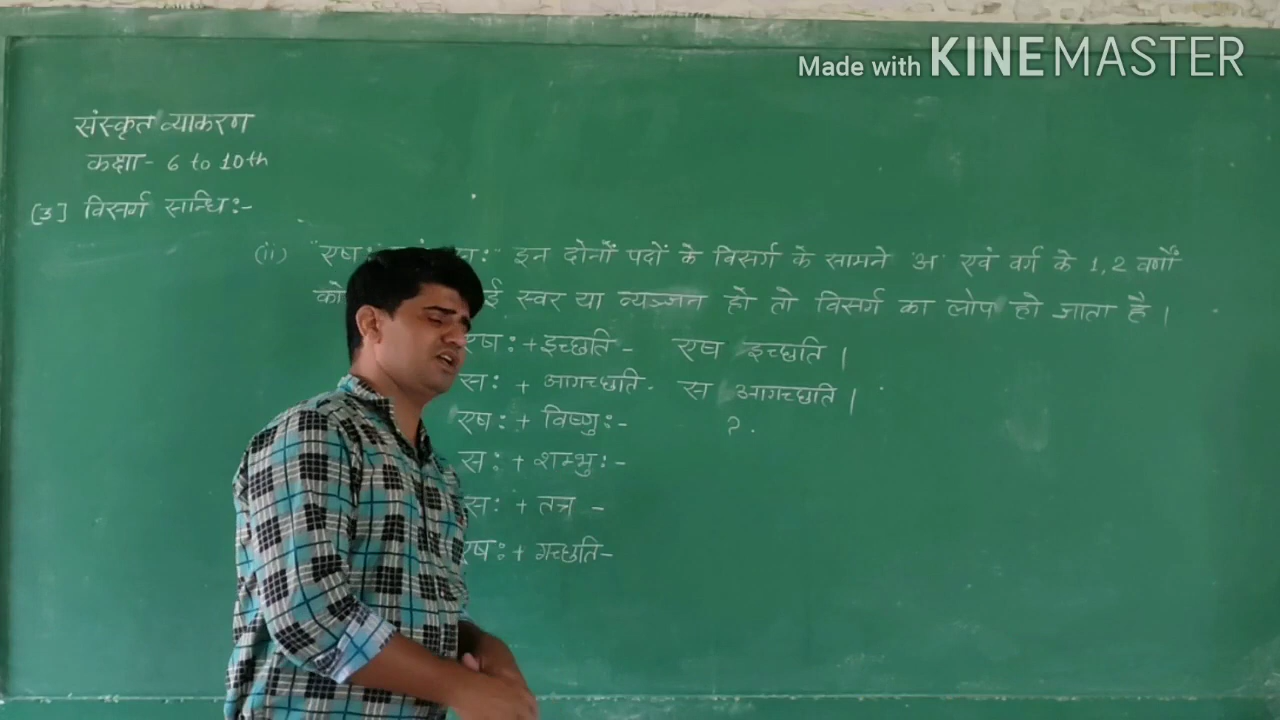 Made with KINEMASTER
संस्कृत व्याकरण
कक्षा - 6 to 10th
[3] विसर्ग सन्धि :-
(ii) "एषः सः" इन दोनों पदों के विसर्ग के सामने 'अ' एवं वर्ग के 1, 2 वर्णों
को स्वर या व्यञ्जन हो तो विसर्ग का लोप हो जाता है ।
एषः + इच्छति - एष इच्छति ।
सः + आगच्छति - स आगच्छति ।
एषः + विष्णुः - ?
सः + शम्भुः -
सः + तत्र -
एषः + गच्छति -